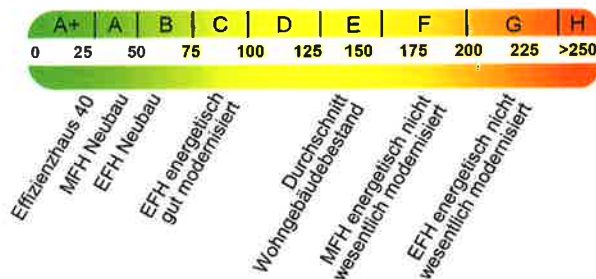 A+ A B C D E F G H
0 25 50 75 100 125 150 175 200 225 >250
Effizienzhaus 40
MFH Neubau
EFH Neubau
EFH energetisch
gut modernisiert
Durchschnitt
Wohngebäudebestand
MFH energetisch nicht
wesentlich modernisiert
EFH energetisch nicht
wesentlich modernisiert